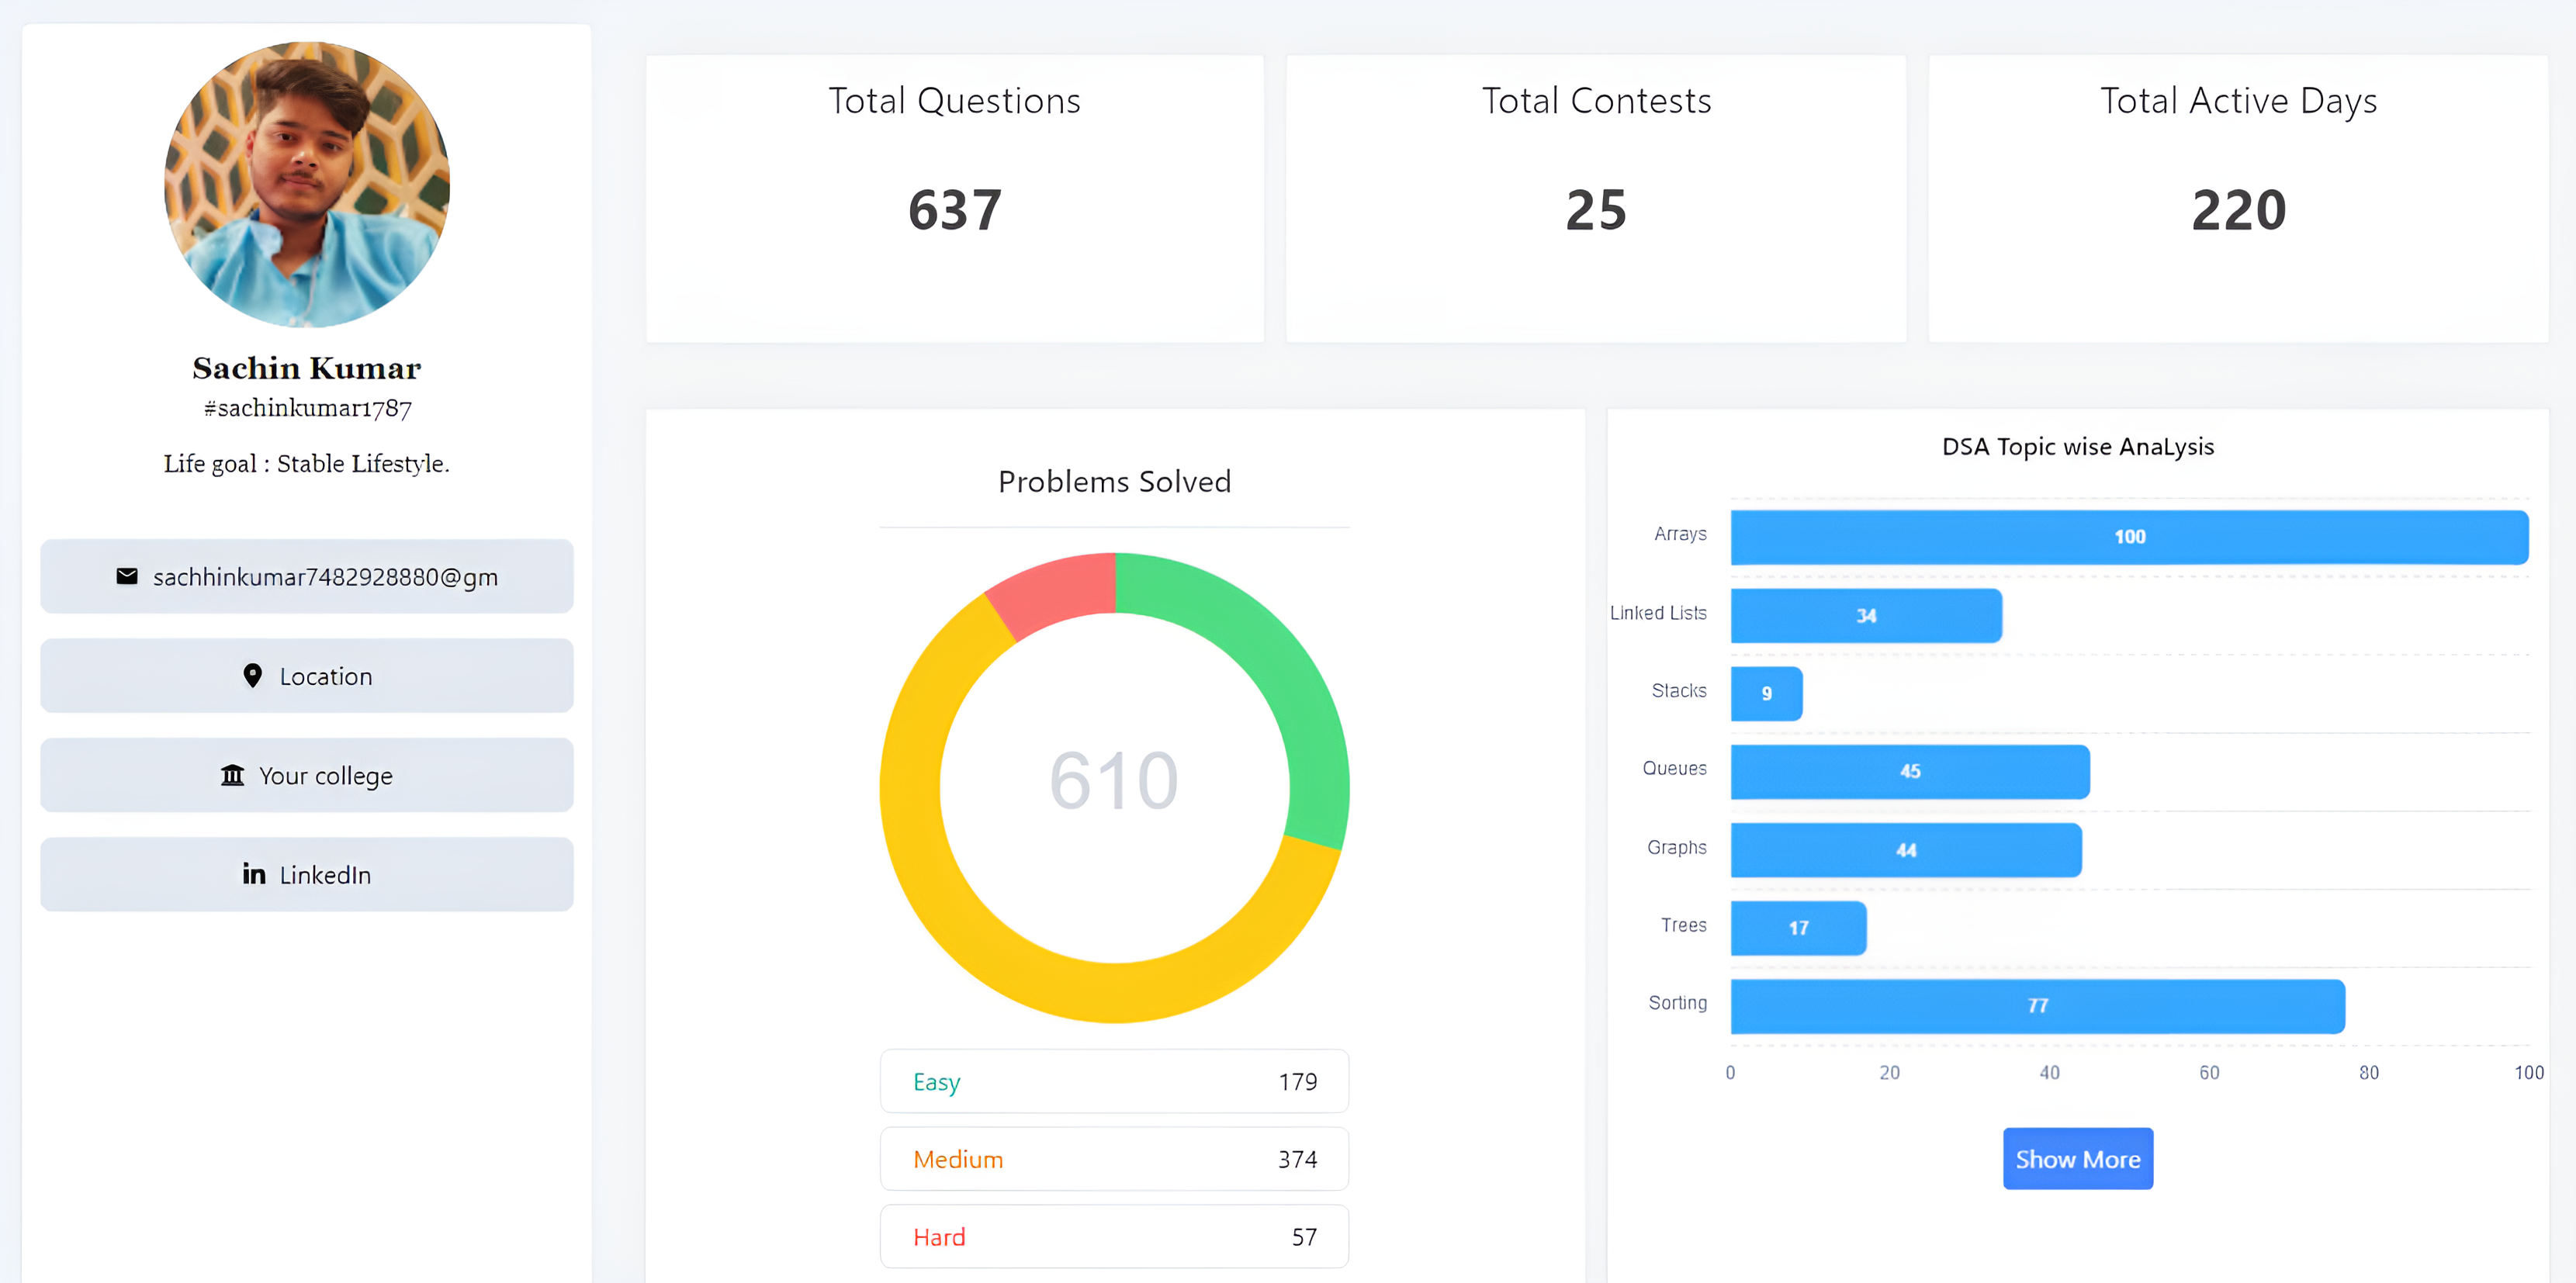 Sachin Kumar
#sachinkumar1787
Life goal : Stable Lifestyle.
sachhinkumar7482928880@gm
Location
Your college
LinkedIn
Total Questions
637
Total Contests
25
Total Active Days
220
Problems Solved
610
Easy 179
Medium 374
Hard 57
DSA Topic wise AnaLysis
Arrays 100
Linked Lists 34
Stacks 9
Queues 45
Graphs 44
Trees 17
Sorting 77
0 20 40 60 80 100
Show More